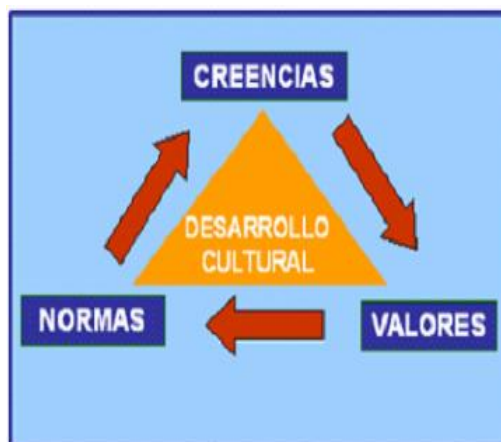 CREENCIAS
DESARROLLO
CULTURAL
NORMAS
VALORES